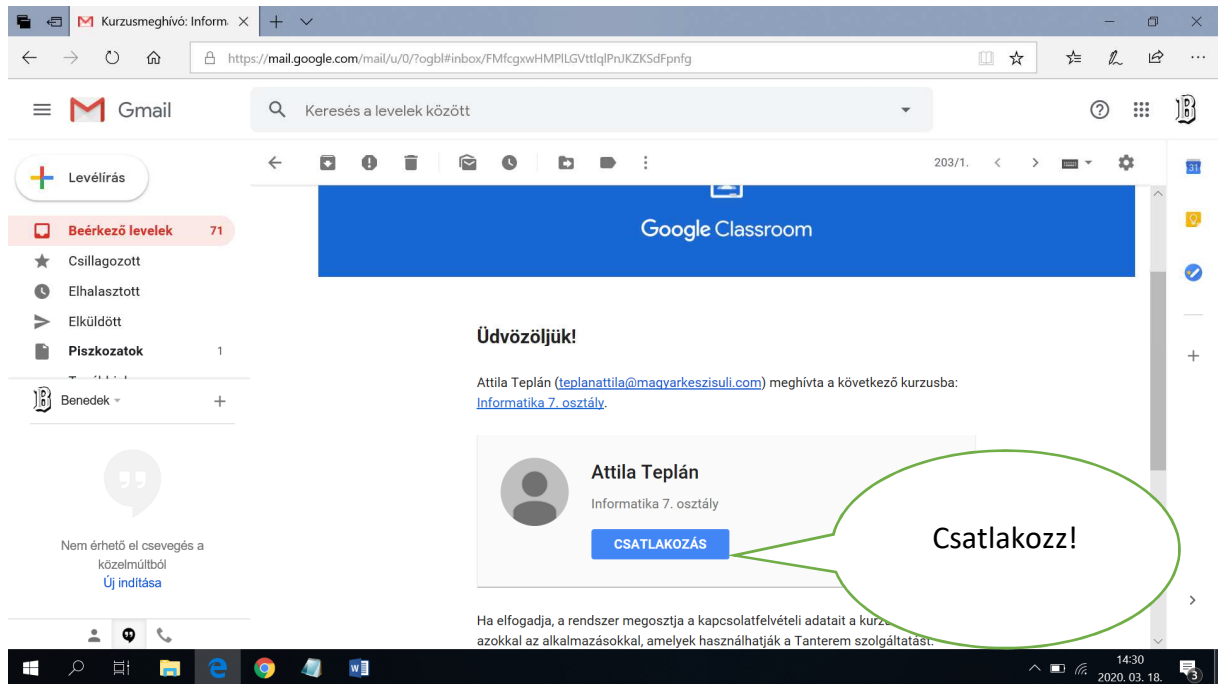 Kurzusmeghívó: Inform
https://mail.google.com/mail/u/0/?ogbl#inbox/FMfcgxwHMPlLGVttlqlPnJKZKSdFpnfg
Gmail
Keresés a levelek között
Levélírás
203/1.
31
Beérkező levelek 71
Csillagozott
Elhalasztott
Elküldött
Piszkozatok 1
Benedek
Nem érhető el csevegés a
közelmúltból
Új indítása
Google Classroom
Üdvözöljük!
Attila Teplán (teplanattila@magyarkeszisuli.com) meghívta a következő kurzusba:
Informatika 7. osztály.
Attila Teplán
Informatika 7. osztály
CSATLAKOZÁS
Csatlakozz!
Ha elfogadja, a rendszer megosztja a kapcsolatfelvételi adatait a
azokkal az alkalmazásokkal, amelyek használhatják a Tanterem szolgáltatást.
14:30
2020. 03. 18.
3